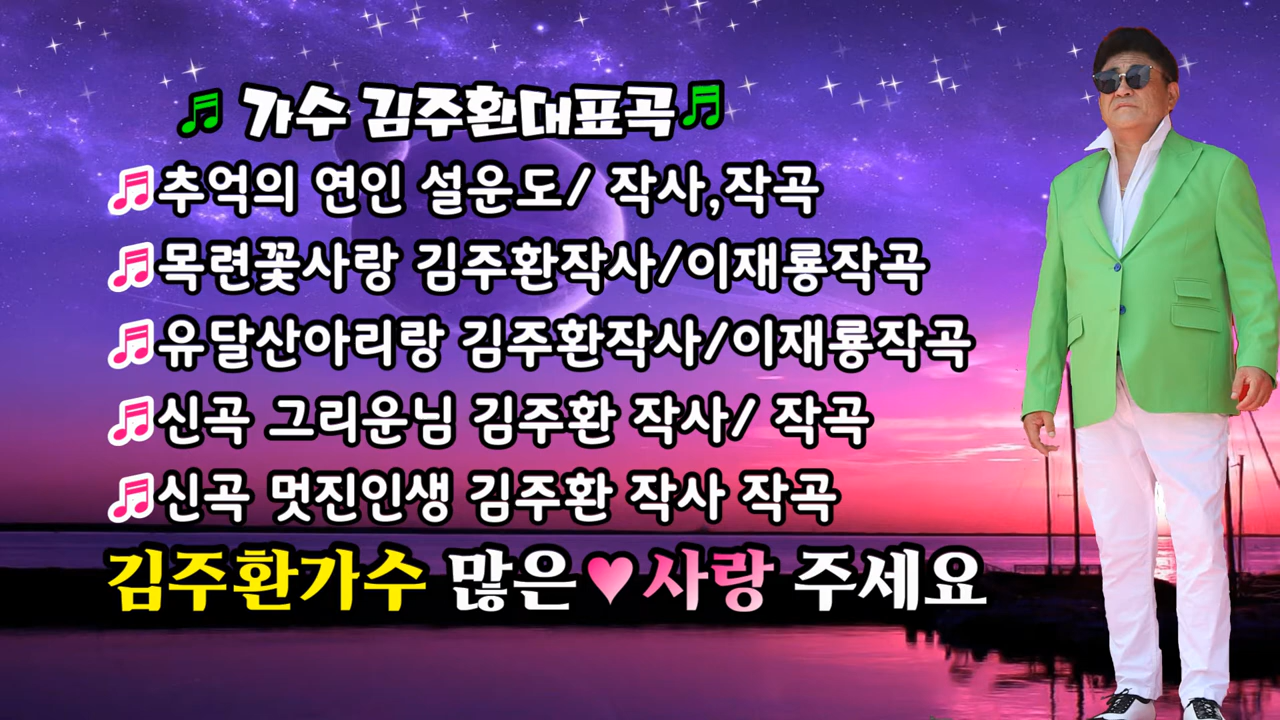 가수 김주환대표곡
추억의 연인 설운도/ 작사,작곡
목련꽃사랑 김주환작사/이재룡작곡
유달산아리랑 김주환작사/이재룡작곡
신곡 그리운님 김주환 작사/ 작곡
신곡 멋진인생 김주환 작사 작곡
김주환가수 많은♥사랑 주세요